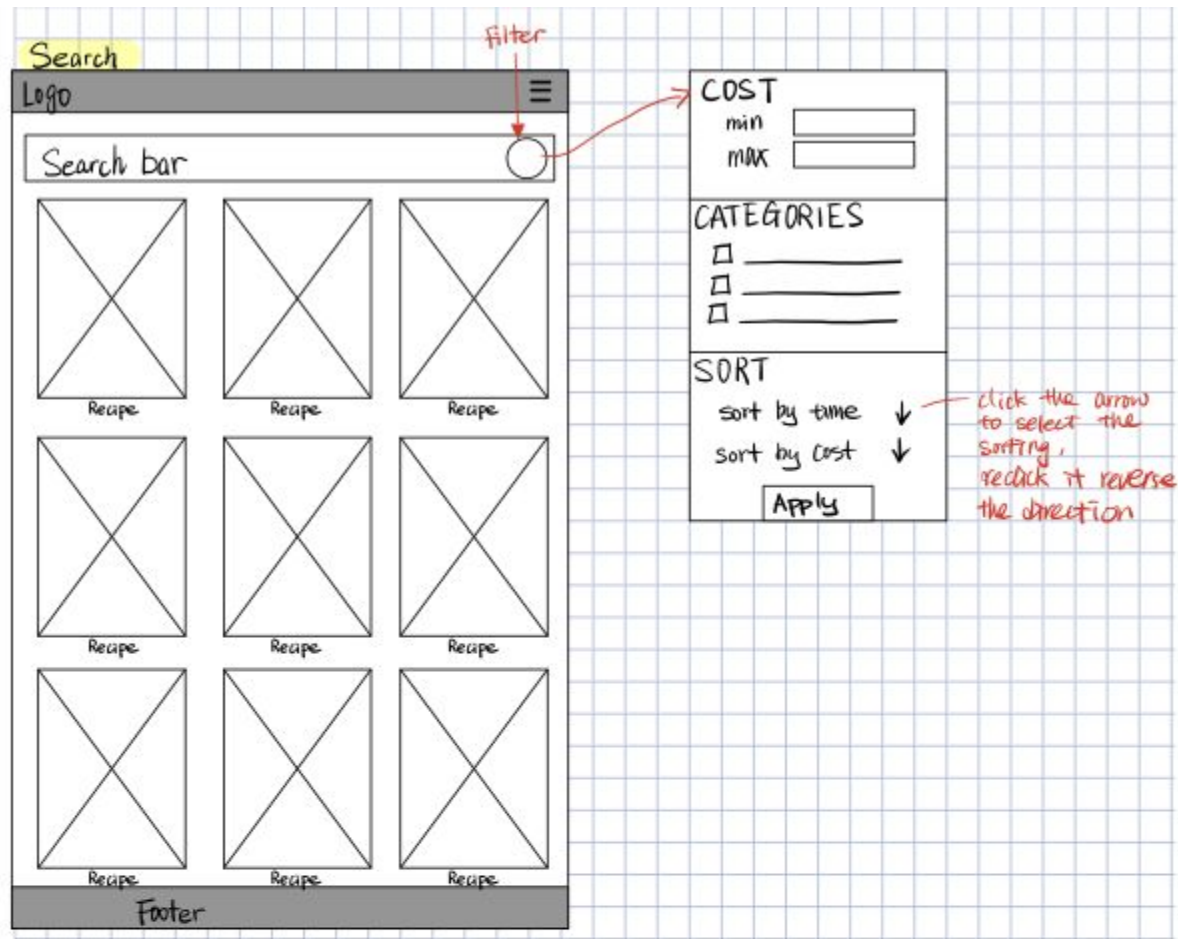 filter
Search
Logo
Search bar
Recipe Recipe Recipe
Recipe Recipe Recipe
Recipe Recipe Recipe
Footer
COST
min
max
CATEGORIES
SORT
sort by time
sort by cost
Apply
click the arrow
to select the
sorting,
reclick it reverse
the direction